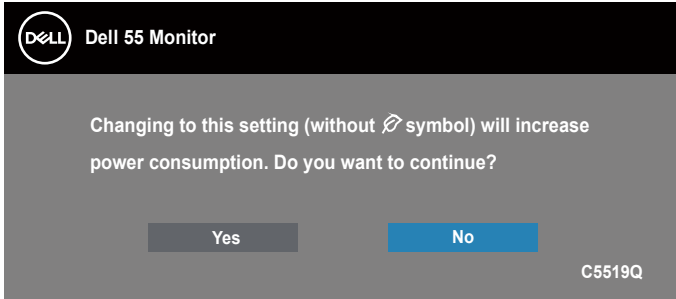 DELL
Dell 55 Monitor
Changing to this setting (without symbol) will increase
power consumption. Do you want to continue?
Yes
No
C5519Q